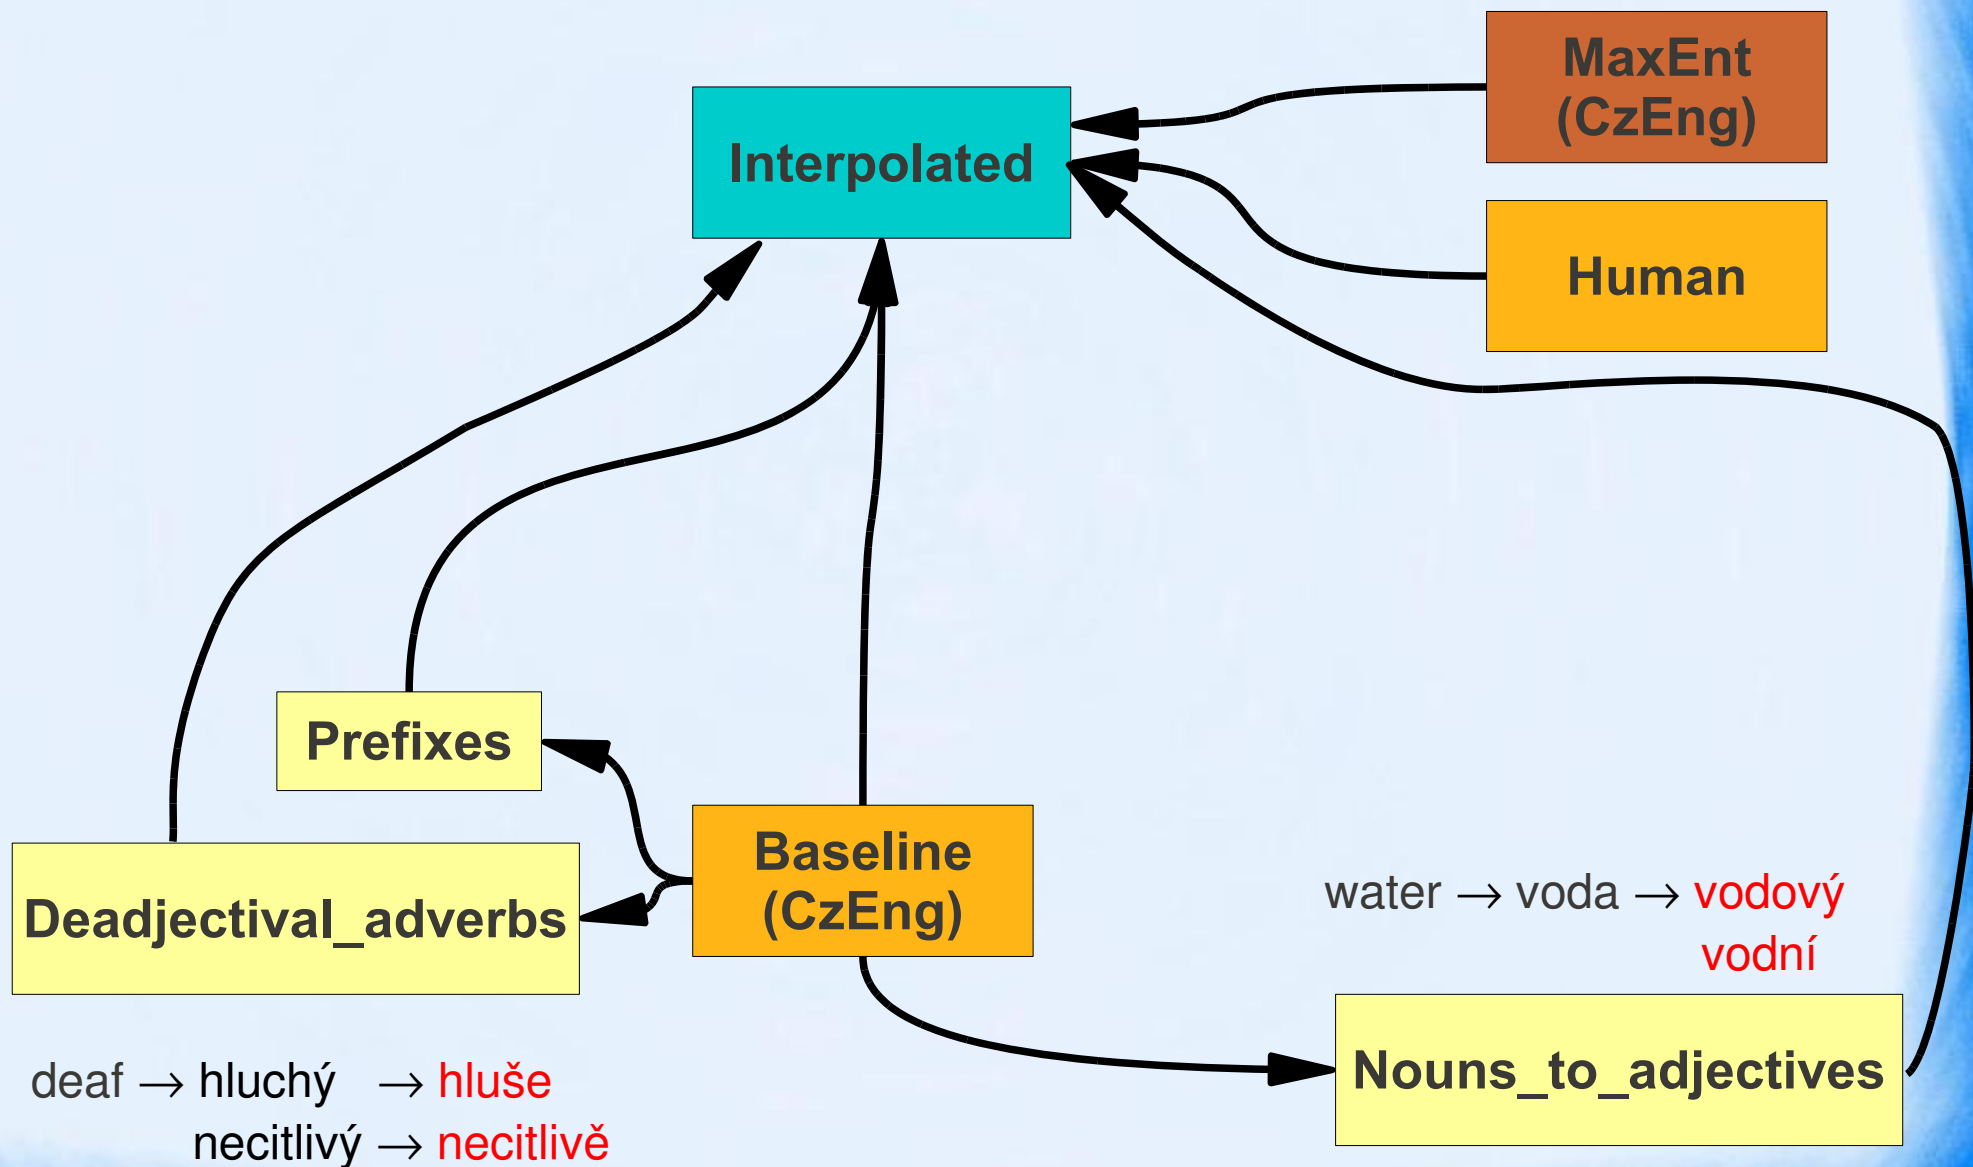 MaxEnt
(CzEng)
Interpolated
Human
Prefixes
Baseline
(CzEng)
Deadjectival_adverbs
water → voda → vodový
vodní
Nouns_to_adjectives
deaf → hluchý → hluše
necitlivý → necitlivě